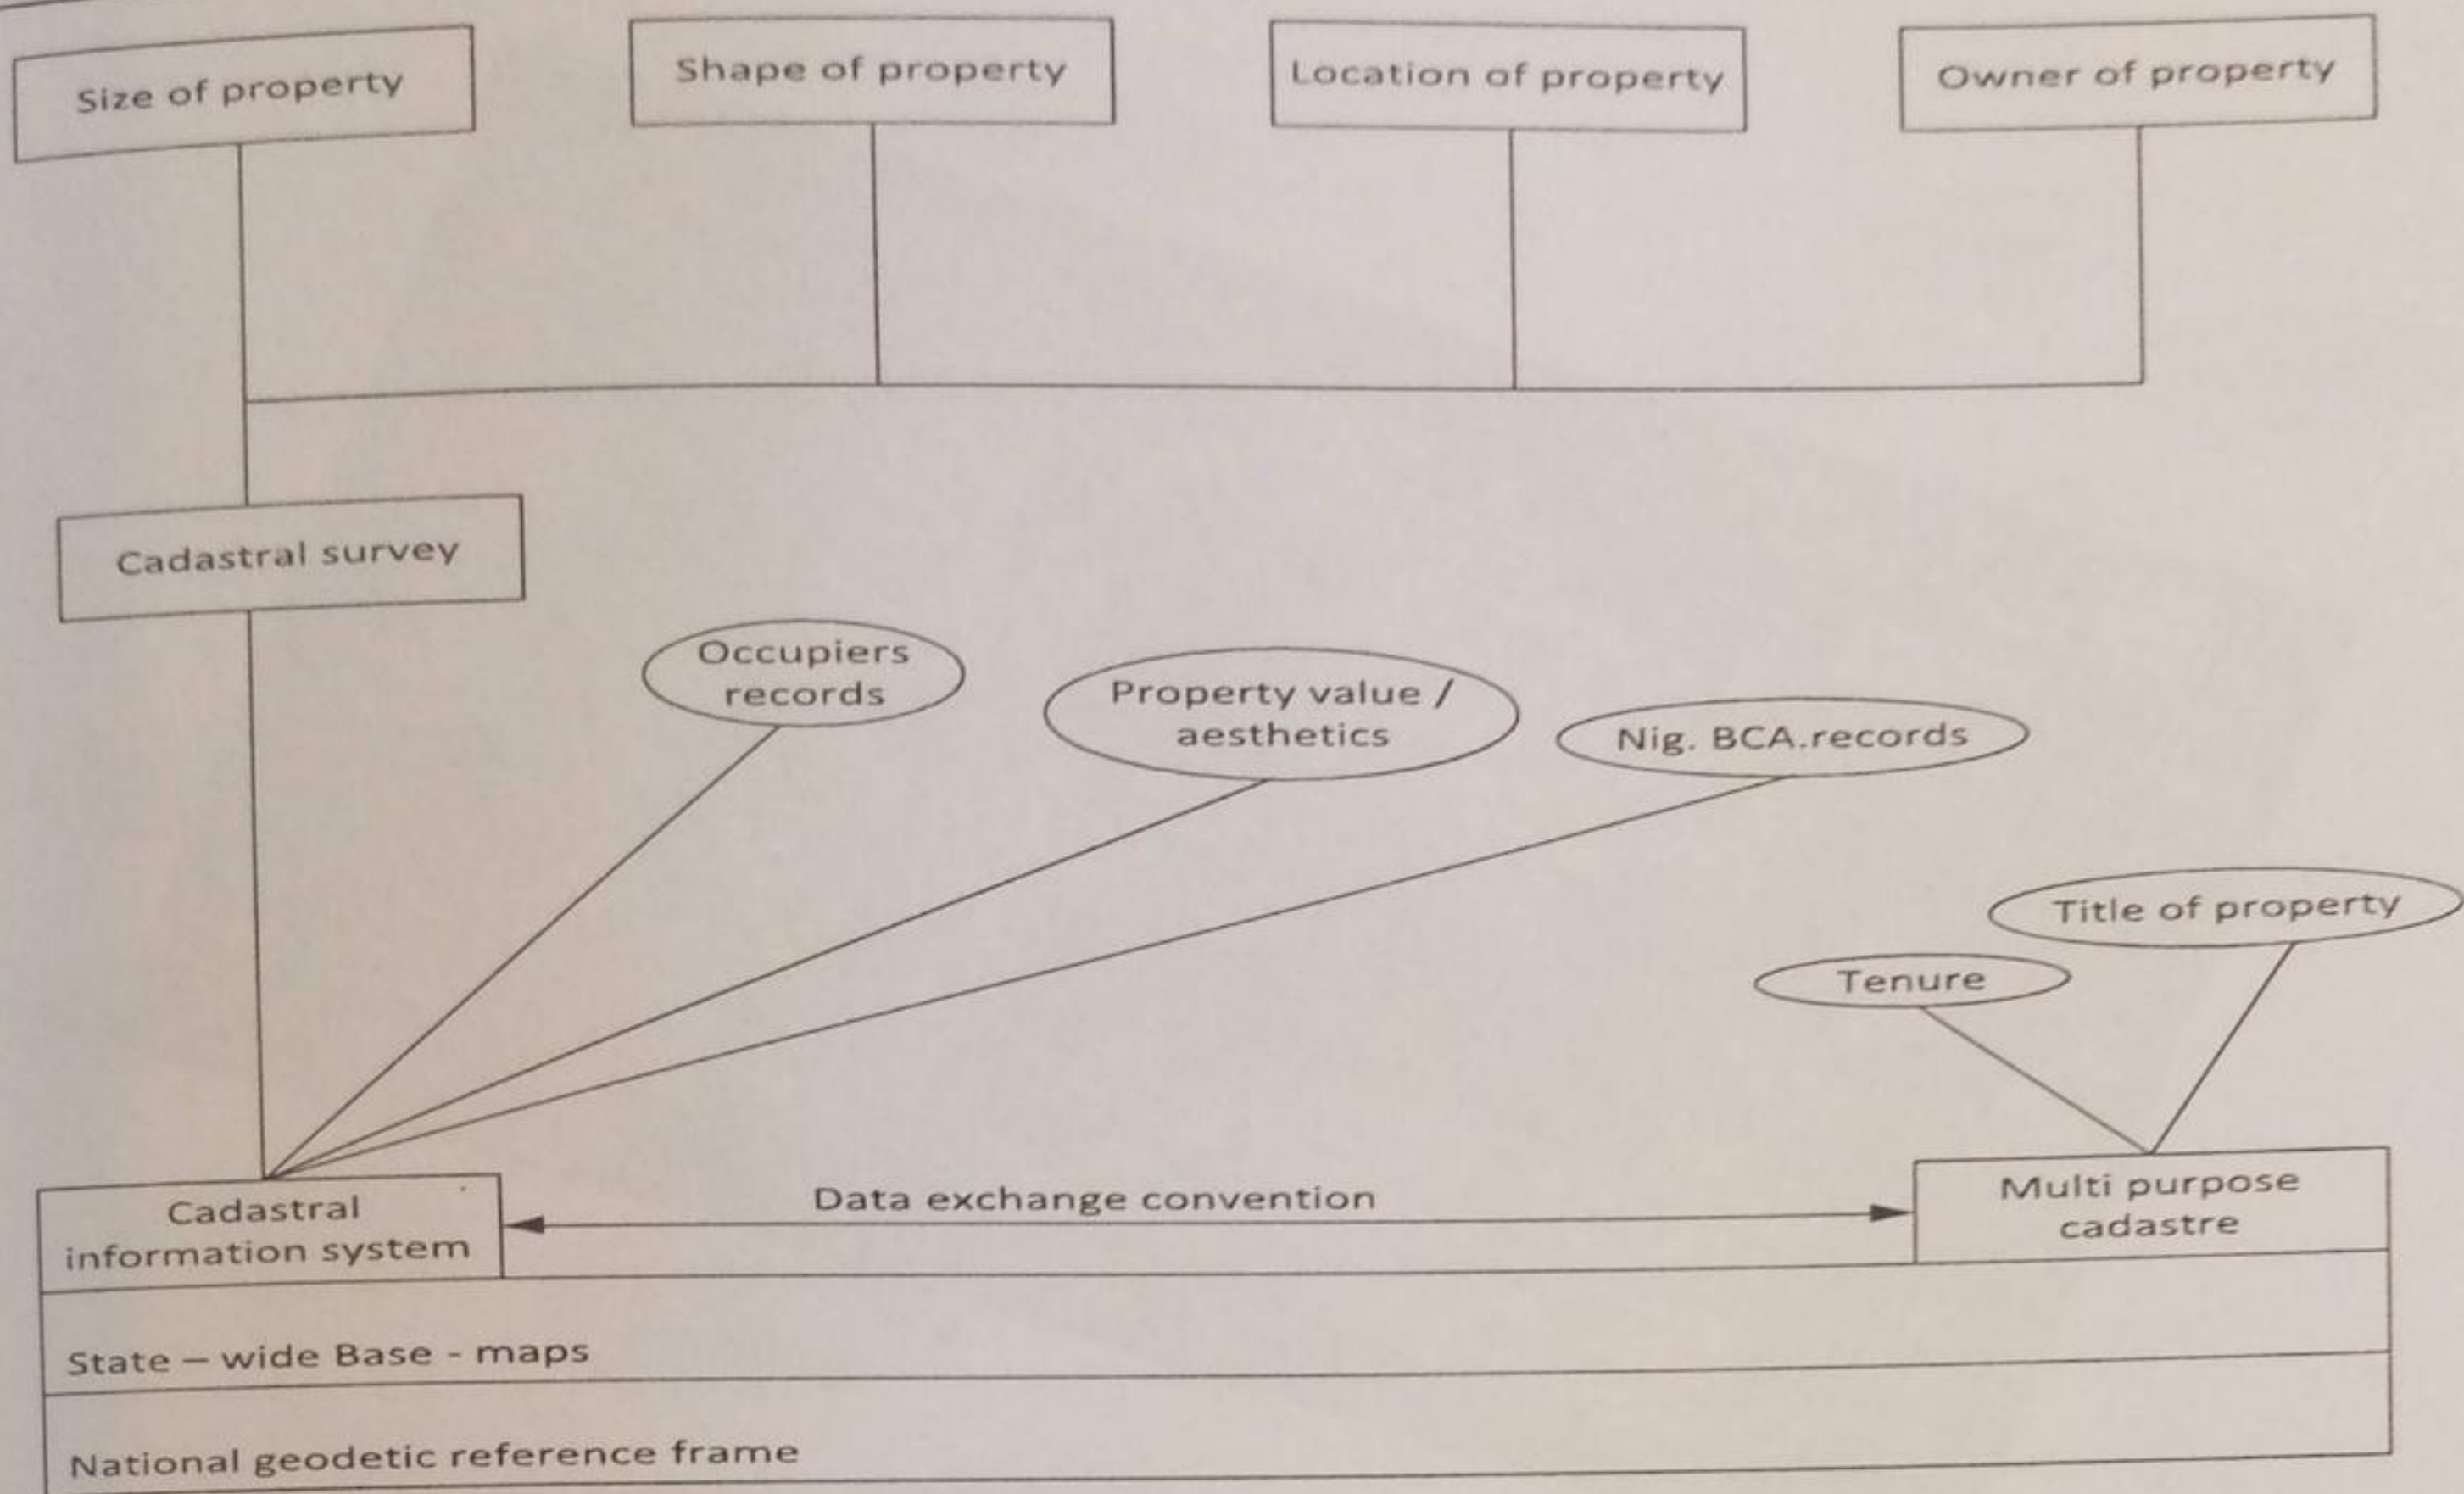 Size of property
Shape of property
Location of property
Owner of property
Cadastral survey
Occupiers
records
Property value /
aesthetics
Nig. BCA.records
Title of property
Tenure
Cadastral
information system
Data exchange convention
Multi purpose
cadastre
State – wide Base - maps
National geodetic reference frame